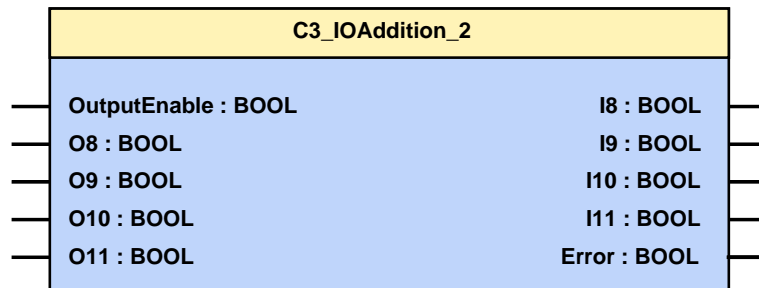 C3_IOAddition_2
OutputEnable : BOOL I8 : BOOL
O8 : BOOL I9 : BOOL
O9 : BOOL I10 : BOOL
O10 : BOOL I11 : BOOL
O11 : BOOL Error : BOOL